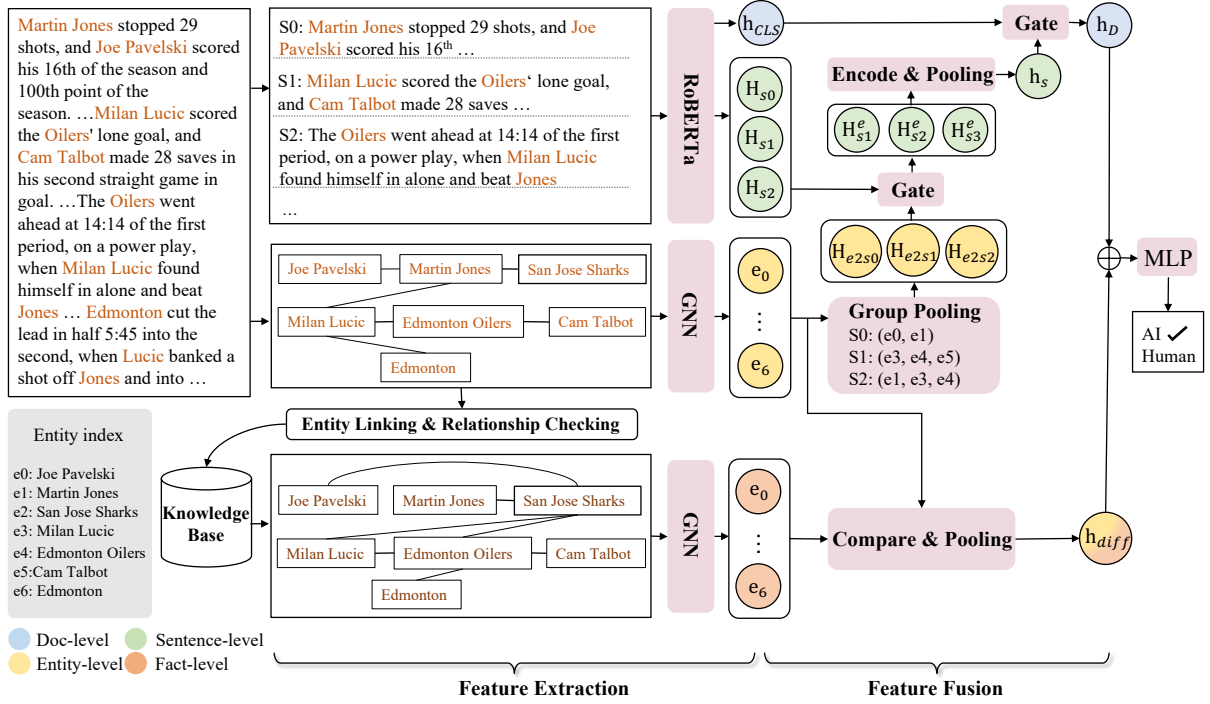 Martin Jones stopped 29
shots, and Joe Pavelski scored
his 16th of the season and
100th point of the
season. …Milan Lucic scored
the Oilers' lone goal, and
Cam Talbot made 28 saves in
his second straight game in
goal. …The Oilers went
ahead at 14:14 of the first
period, on a power play,
when Milan Lucic found
himself in alone and beat
Jones … Edmonton cut the
lead in half 5:45 into the
second, when Lucic banked a
shot off Jones and into …
S0: Martin Jones stopped 29 shots, and Joe
Pavelski scored his 16th …
S1: Milan Lucic scored the Oilers‘ lone goal,
and Cam Talbot made 28 saves …
S2: The Oilers went ahead at 14:14 of the first
period, on a power play, when Milan Lucic
found himself in alone and beat Jones
…
RoBERTa
h_CLS
H_s0
H_s1
H_s2
Gate
h_D
Encode & Pooling
h_s
H^e_s1
H^e_s2
H^e_s3
Gate
H_e2s0
H_e2s1
H_e2s2
Joe Pavelski
Martin Jones
San Jose Sharks
Milan Lucic
Edmonton Oilers
Cam Talbot
Edmonton
GNN
e_0
⋮
e_6
Group Pooling
S0: (e0, e1)
S1: (e3, e4, e5)
S2: (e1, e3, e4)
MLP
AI ✓
Human
Entity Linking & Relationship Checking
Entity index
e0: Joe Pavelski
e1: Martin Jones
e2: San Jose Sharks
e3: Milan Lucic
e4: Edmonton Oilers
e5:Cam Talbot
e6: Edmonton
Knowledge
Base
Joe Pavelski
Martin Jones
San Jose Sharks
Milan Lucic
Edmonton Oilers
Cam Talbot
Edmonton
GNN
e_0
⋮
e_6
Compare & Pooling
h_diff
Doc-level
Sentence-level
Entity-level
Fact-level
Feature Extraction
Feature Fusion